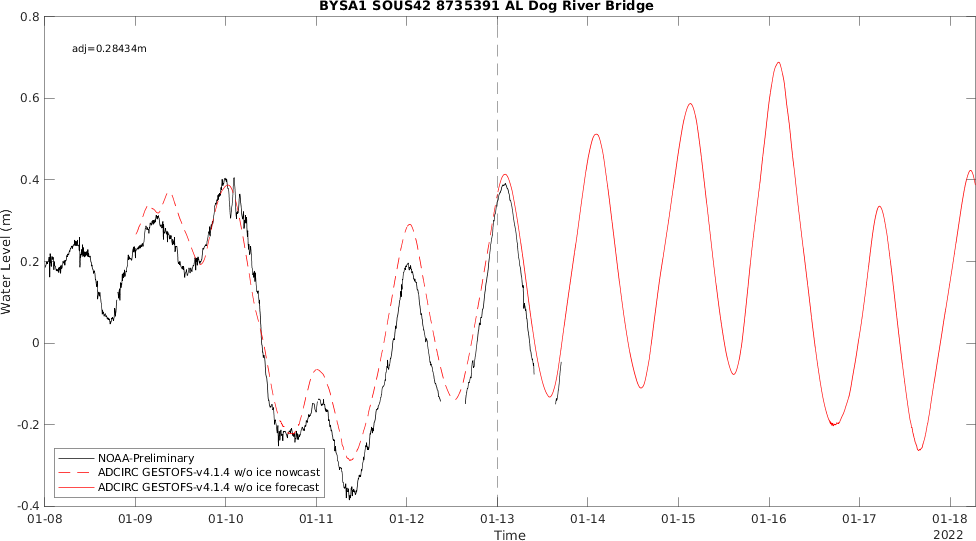 BYSA1 SOUS42 8735391 AL Dog River Bridge
adj=0.28434m
Water Level (m)
0.8
0.6
0.4
0.2
0
-0.2
-0.4
NOAA-Preliminary
ADCIRC GESTOFS-v4.1.4 w/o ice nowcast
ADCIRC GESTOFS-v4.1.4 w/o ice forecast
01-08 01-09 01-10 01-11 01-12 01-13 01-14 01-15 01-16 01-17 01-18
Time
2022